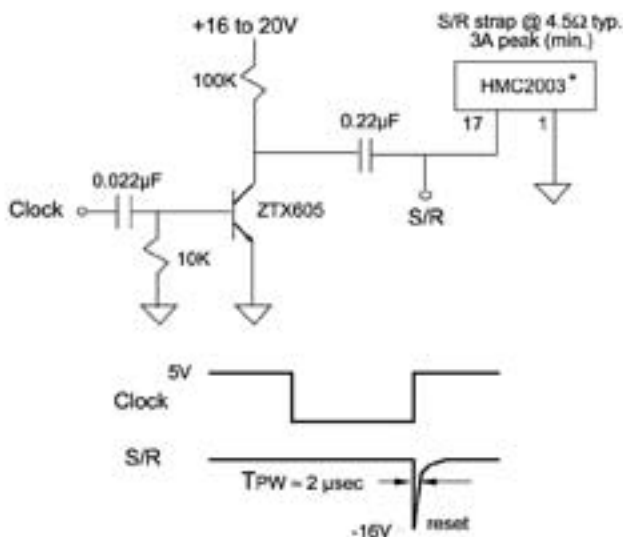 S/R strap @ 4.5Ω typ.
3A peak (min.)
+16 to 20V
HMC2003*
100K
0.22µF
17
1
0.022µF
Clock
ZTX605
S/R
10K
5V
Clock
S/R
TPW = 2 µsec
-16V
reset